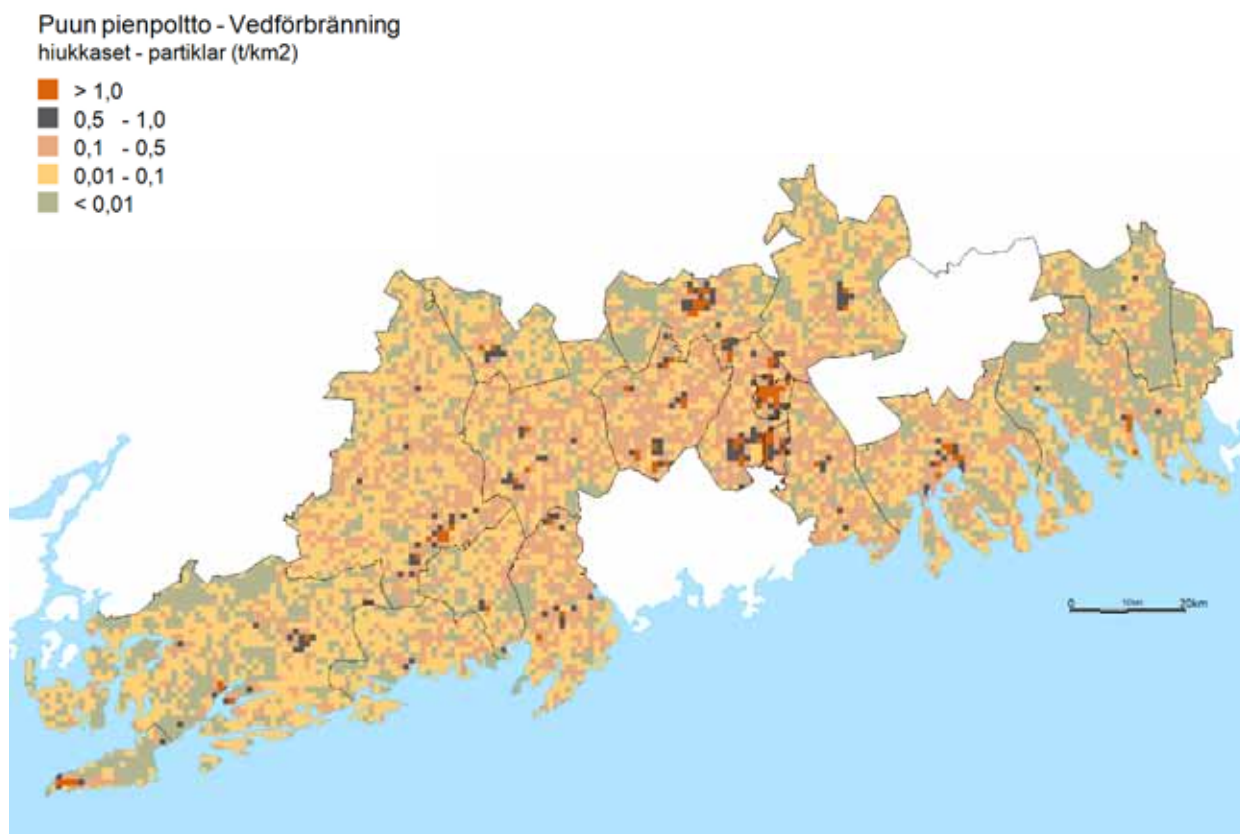 Puun pienpoltto - Vedförbränning
hiukkaset - partiklar (t/km2)
> 1,0
0,5 - 1,0
0,1 - 0,5
0,01 - 0,1
< 0,01
0 10km 20km